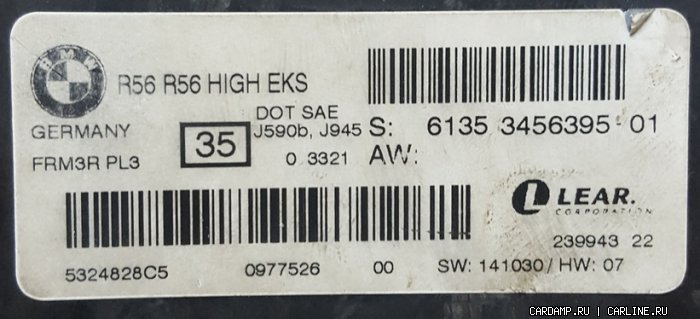 BMW
R56 R56 HIGH EKS
GERMANY
FRM3R PL3
35
DOT SAE
J590b, J945
0 3321
S: 6135 3456395-01
AW:
LEAR.
CORPORATION
239943 22
5324828C5 0977526 00 SW: 141030/ HW: 07
CARDAMP.RU | CARLINE.RU